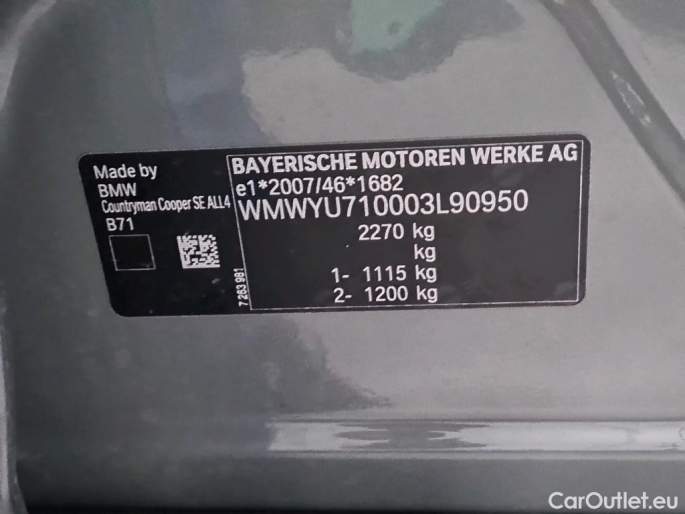 Made by
BMW
Countryman Cooper SE ALL4
B71
BAYERISCHE MOTOREN WERKE AG
e1*2007/46*1682
WMWYU710003L90950
2270 kg
kg
1- 1115 kg
2- 1200 kg
7 263 981
CarOutlet.eu